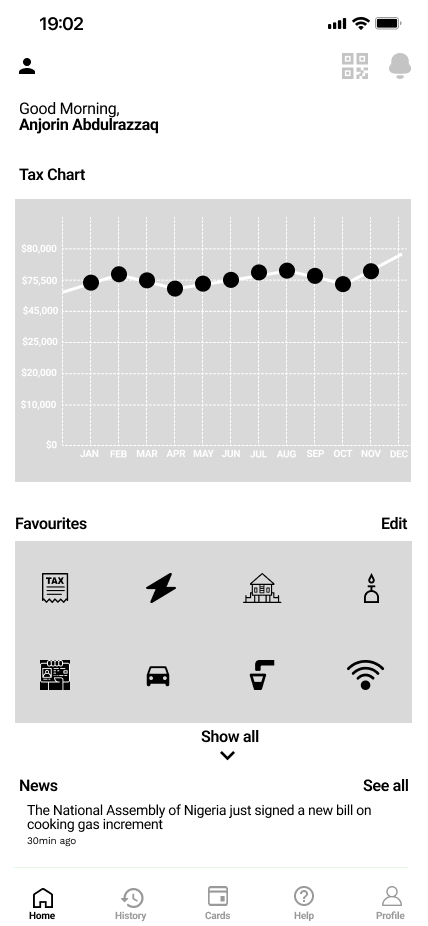 19:02
Good Morning,
Anjorin Abdulrazzaq
Tax Chart
$80,000
$75,500
$45,000
$25,000
$20,000
$10,000
$0
JAN FEB MAR APR MAY JUN JUL AUG SEP OCT NOV DEC
Favourites Edit
TAX
Show all
News See all
The National Assembly of Nigeria just signed a new bill on
cooking gas increment
30min ago
Home History Cards Help Profile